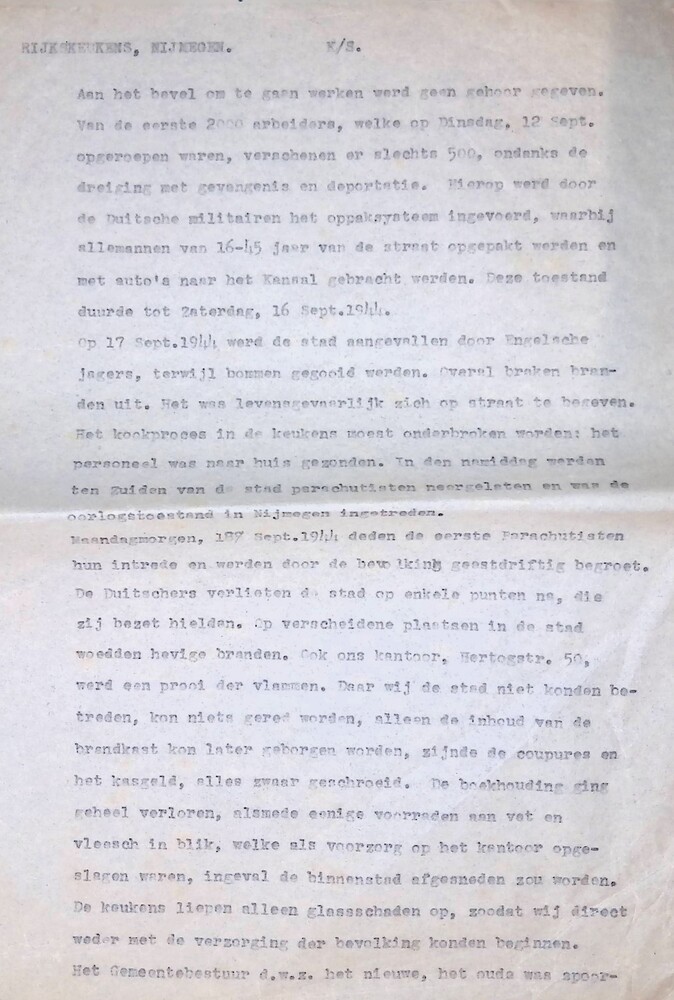 RIJKSKEUKENS, NIJMEGEN. K/S.
Aan het bevel om te gaan werken werd geen gehoor gegeven.
Van de eerste 2000 arbeiders, welke op Dinsdag, 12 Sept.
opgeroepen waren, verschenen er slechts 500, ondanks de
dreiging met gevangenis en deportatie. Hierop werd door
de Duitsche militairen het oppaksysteem ingevoerd, waarbij
allemannen van 16-45 jaar van de straat opgepakt werden en
met auto's naar het Kanaal gebracht werden. Deze toestand
duurde tot Zaterdag, 16 Sept.1944.
Op 17 Sept.1944 werd de stad aangevallen door Engelsche
jagers, terwijl bommen gegooid werden. Overal braken bran-
den uit. Het was levensgevaarlijk zich op straat te begeven.
Het kookproces in de keukens moest onderbroken worden: het
personeel was naar huis gezonden. In den namiddag werden
ten Zuiden van de stad parachutisten neergelaten en was de
oorlogstoestand in Nijmegen ingetreden.
Maandagmorgen, Sept.1944 deden de eerste Parachutisten
hun intrede en werden door de bevolking geestdriftig begroet.
De Duitschers verlieten de stad op enkele punten na, die
zij bezet hielden. Op verscheidene plaatsen in de stad
woedden hevige branden. Ook ons kantoor, Hertogstr. 50,
werd een prooi der vlammen. Daar wij de stad niet konden be-
treden, kon niets gered worden, alleen de inhoud van de
brandkast kon later geborgen worden, zijnde de coupures en
het kasgeld, alles zwaar geschroeid. De boekhouding ging
geheel verloren, alsmede eenige voorraden aan vet en
vleesch in blik, welke als voorzorg op het kantoor opge-
slagen waren, ingeval de binnenstad afgesneden zou worden.
De keukens liepen alleen glassschaden op, zoodat wij direct
weder met de verzorging der bevolking konden beginnen.
Het Gemeentebestuur d.w.z. het nieuwe, het oude was spoor-